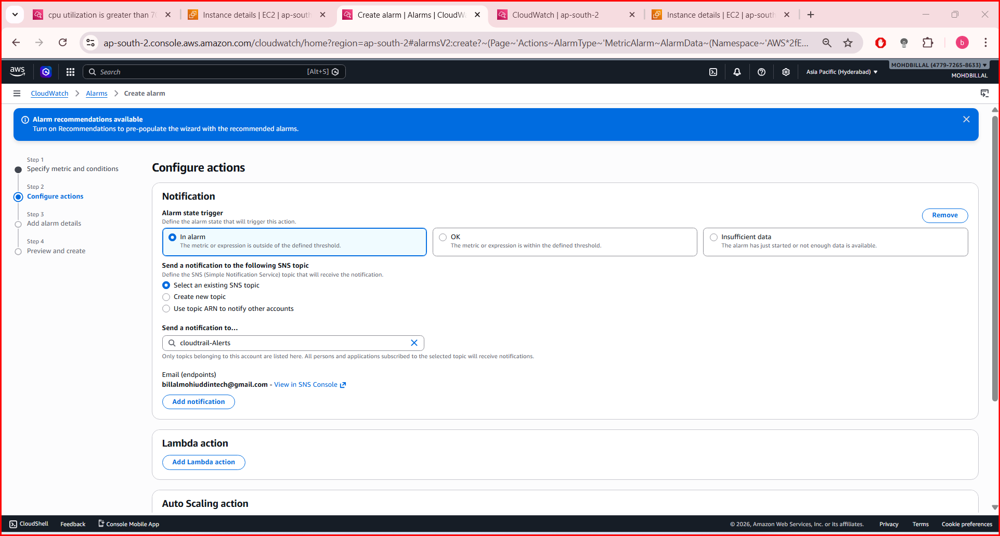 cpu utilization is greater than 70
Instance details | EC2 | ap-south
Create alarm | Alarms | CloudWa
CloudWatch | ap-south-2
Instance details | EC2 | ap-south
ap-south-2.console.aws.amazon.com/cloudwatch/home?region=ap-south-2#alarmsV2:create?~(Page~'Actions~AlarmType~'MetricAlarm~AlarmData~(Namespace~'AWS*2fE...
b
aws
Search
[Alt+S]
Asia Pacific (Hyderabad)
MOHDBILLAL (4779-7265-8633)
MOHDBILLAL
CloudWatch
Alarms
Create alarm
Alarm recommendations available
Turn on Recommendations to pre-populate the wizard with the recommended alarms.
Step 1
Specify metric and conditions
Step 2
Configure actions
Step 3
Add alarm details
Step 4
Preview and create
Configure actions
Notification
Alarm state trigger
Define the alarm state that will trigger this action.
Remove
In alarm
The metric or expression is outside of the defined threshold.
OK
The metric or expression is within the defined threshold.
Insufficient data
The alarm has just started or not enough data is available.
Send a notification to the following SNS topic
Define the SNS (Simple Notification Service) topic that will receive the notification.
Select an existing SNS topic
Create new topic
Use topic ARN to notify other accounts
Send a notification to…
cloudtrail-Alerts
Only topics belonging to this account are listed here. All persons and applications subscribed to the selected topic will receive notifications.
Email (endpoints)
billalmohiuddintech@gmail.com - View in SNS Console
Add notification
Lambda action
Add Lambda action
Auto Scaling action
CloudShell
Feedback
Console Mobile App
© 2026, Amazon Web Services, Inc. or its affiliates.
Privacy
Terms
Cookie preferences